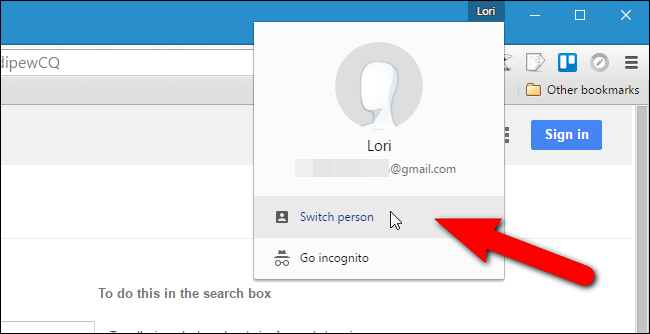 Lori
dipewCQ
Other bookmarks
Lori
@gmail.com
Sign in
Switch person
Go incognito
To do this in the search box